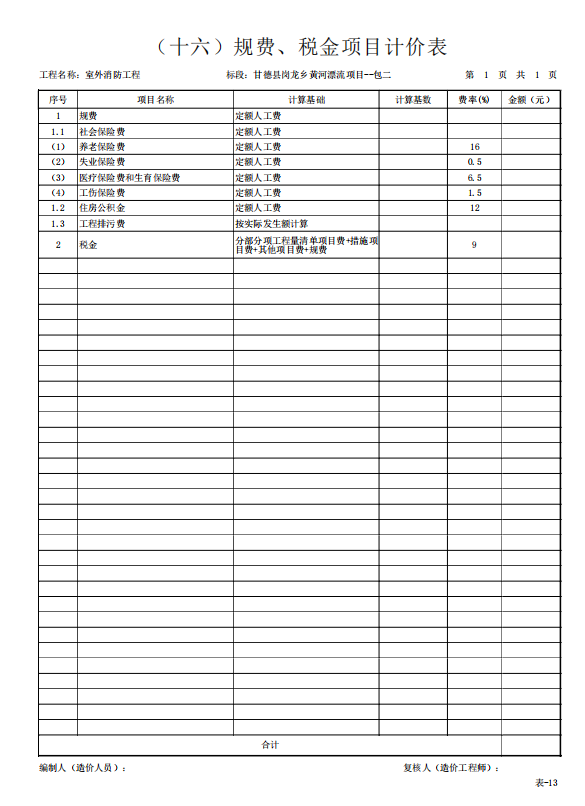 （十六）规费、税金项目计价表
工程名称：室外消防工程 标段：甘德县岗龙乡黄河漂流项目--包二 第 1 页 共 1 页
序号 项目名称 计算基础 计算基数 费率(%) 金额（元）
1 规费 定额人工费
1.1 社会保险费 定额人工费
（1） 养老保险费 定额人工费 16
（2） 失业保险费 定额人工费 0.5
（3） 医疗保险费和生育保险费 定额人工费 6.5
（4） 工伤保险费 定额人工费 1.5
1.2 住房公积金 定额人工费 12
1.3 工程排污费 按实际发生额计算
2 税金 分部分项工程量清单项目费+措施项 9
目费+其他项目费+规费
合计
编制人（造价人员）： 复核人（造价工程师）：
表-13